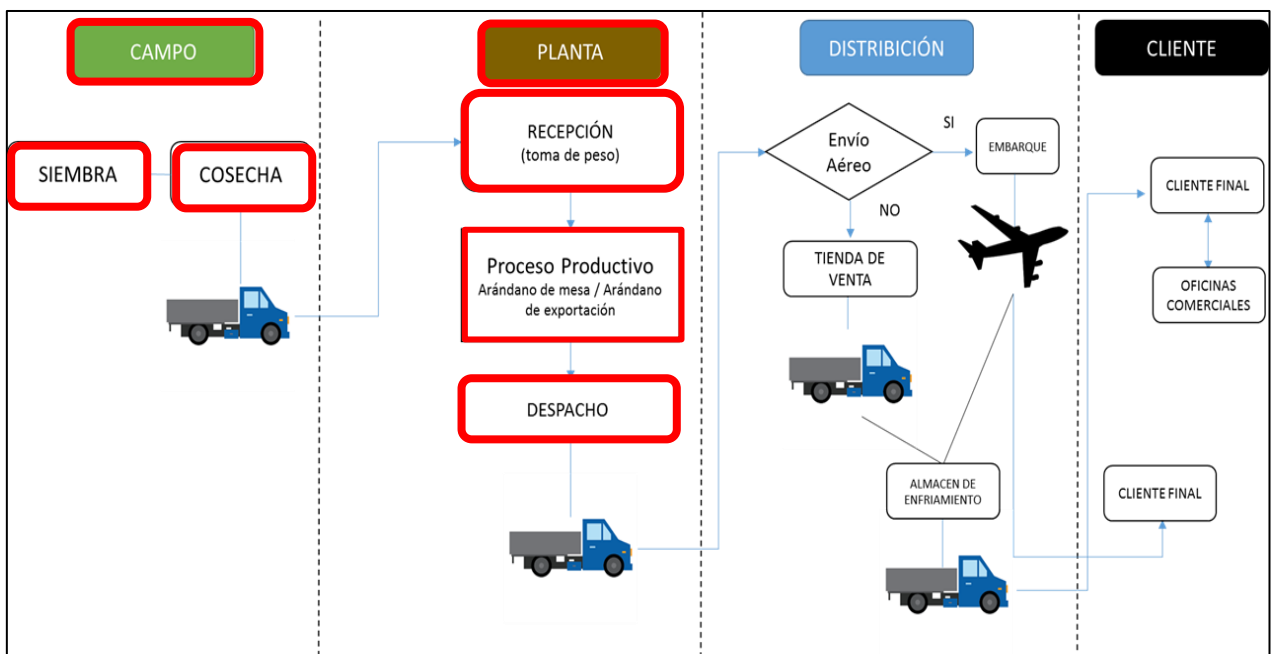 CAMPO
SIEMBRA
COSECHA
PLANTA
RECEPCIÓN
(toma de peso)
Proceso Productivo
Arándano de mesa / Arándano
de exportación
DESPACHO
DISTRIBICIÓN
Envío
Aéreo
SI
EMBARQUE
NO
TIENDA DE
VENTA
ALMACEN DE
ENFRIAMIENTO
CLIENTE
CLIENTE FINAL
OFICINAS
COMERCIALES
CLIENTE FINAL